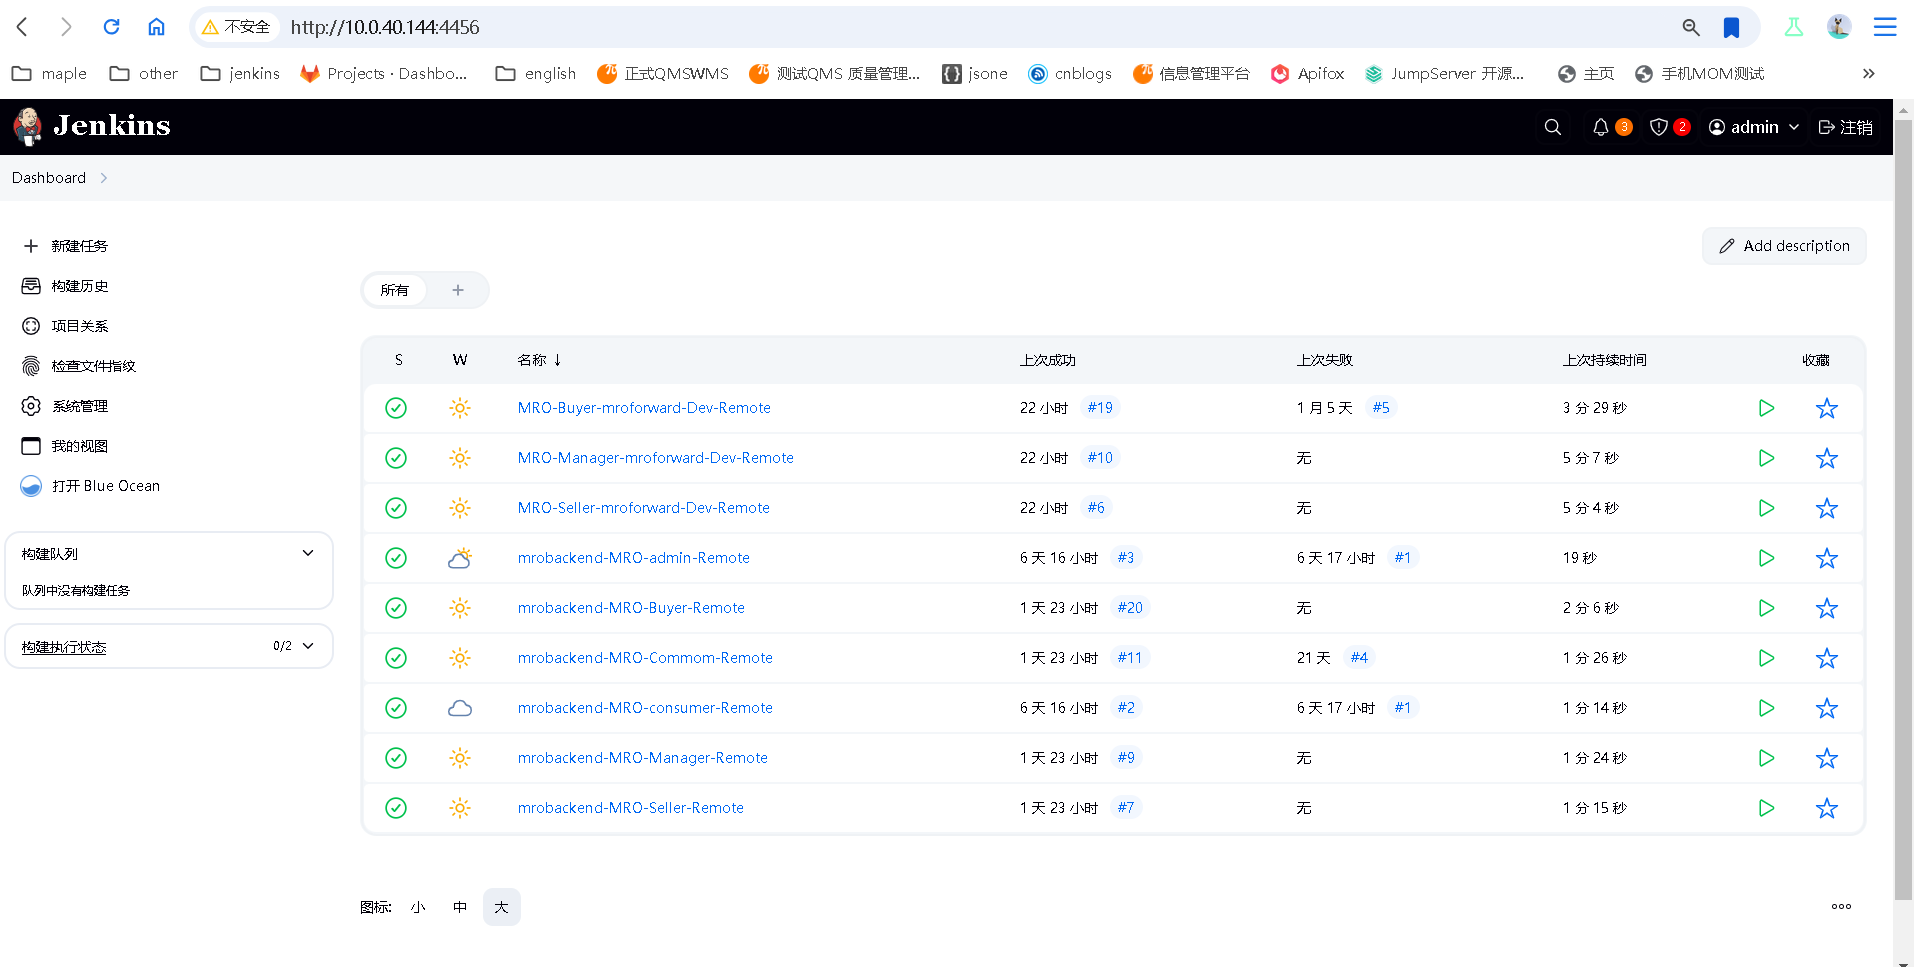 不安全 http://10.0.40.144:4456
maple other jenkins Projects · Dashbo... english 正式QMSWMS 测试QMS 质量管理... jsone cnblogs 信息管理平台 Apifox JumpServer 开源... 主页 手机MOM测试
Jenkins 3 2 admin 注销
Dashboard
新建任务
构建历史
项目关系
检查文件指纹
系统管理
我的视图
打开 Blue Ocean
构建队列
队列中没有构建任务
构建执行状态 0/2
Add description
所有
S W 名称 ↓ 上次成功 上次失败 上次持续时间 收藏
MRO-Buyer-mroforward-Dev-Remote 22 小时 #19 1 月 5 天 #5 3 分 29 秒
MRO-Manager-mroforward-Dev-Remote 22 小时 #10 无 5 分 7 秒
MRO-Seller-mroforward-Dev-Remote 22 小时 #6 无 5 分 4 秒
mrobackend-MRO-admin-Remote 6 天 16 小时 #3 6 天 17 小时 #1 19 秒
mrobackend-MRO-Buyer-Remote 1 天 23 小时 #20 无 2 分 6 秒
mrobackend-MRO-Commom-Remote 1 天 23 小时 #11 21 天 #4 1 分 26 秒
mrobackend-MRO-consumer-Remote 6 天 16 小时 #2 6 天 17 小时 #1 1 分 14 秒
mrobackend-MRO-Manager-Remote 1 天 23 小时 #9 无 1 分 24 秒
mrobackend-MRO-Seller-Remote 1 天 23 小时 #7 无 1 分 15 秒
图标: 小 中 大